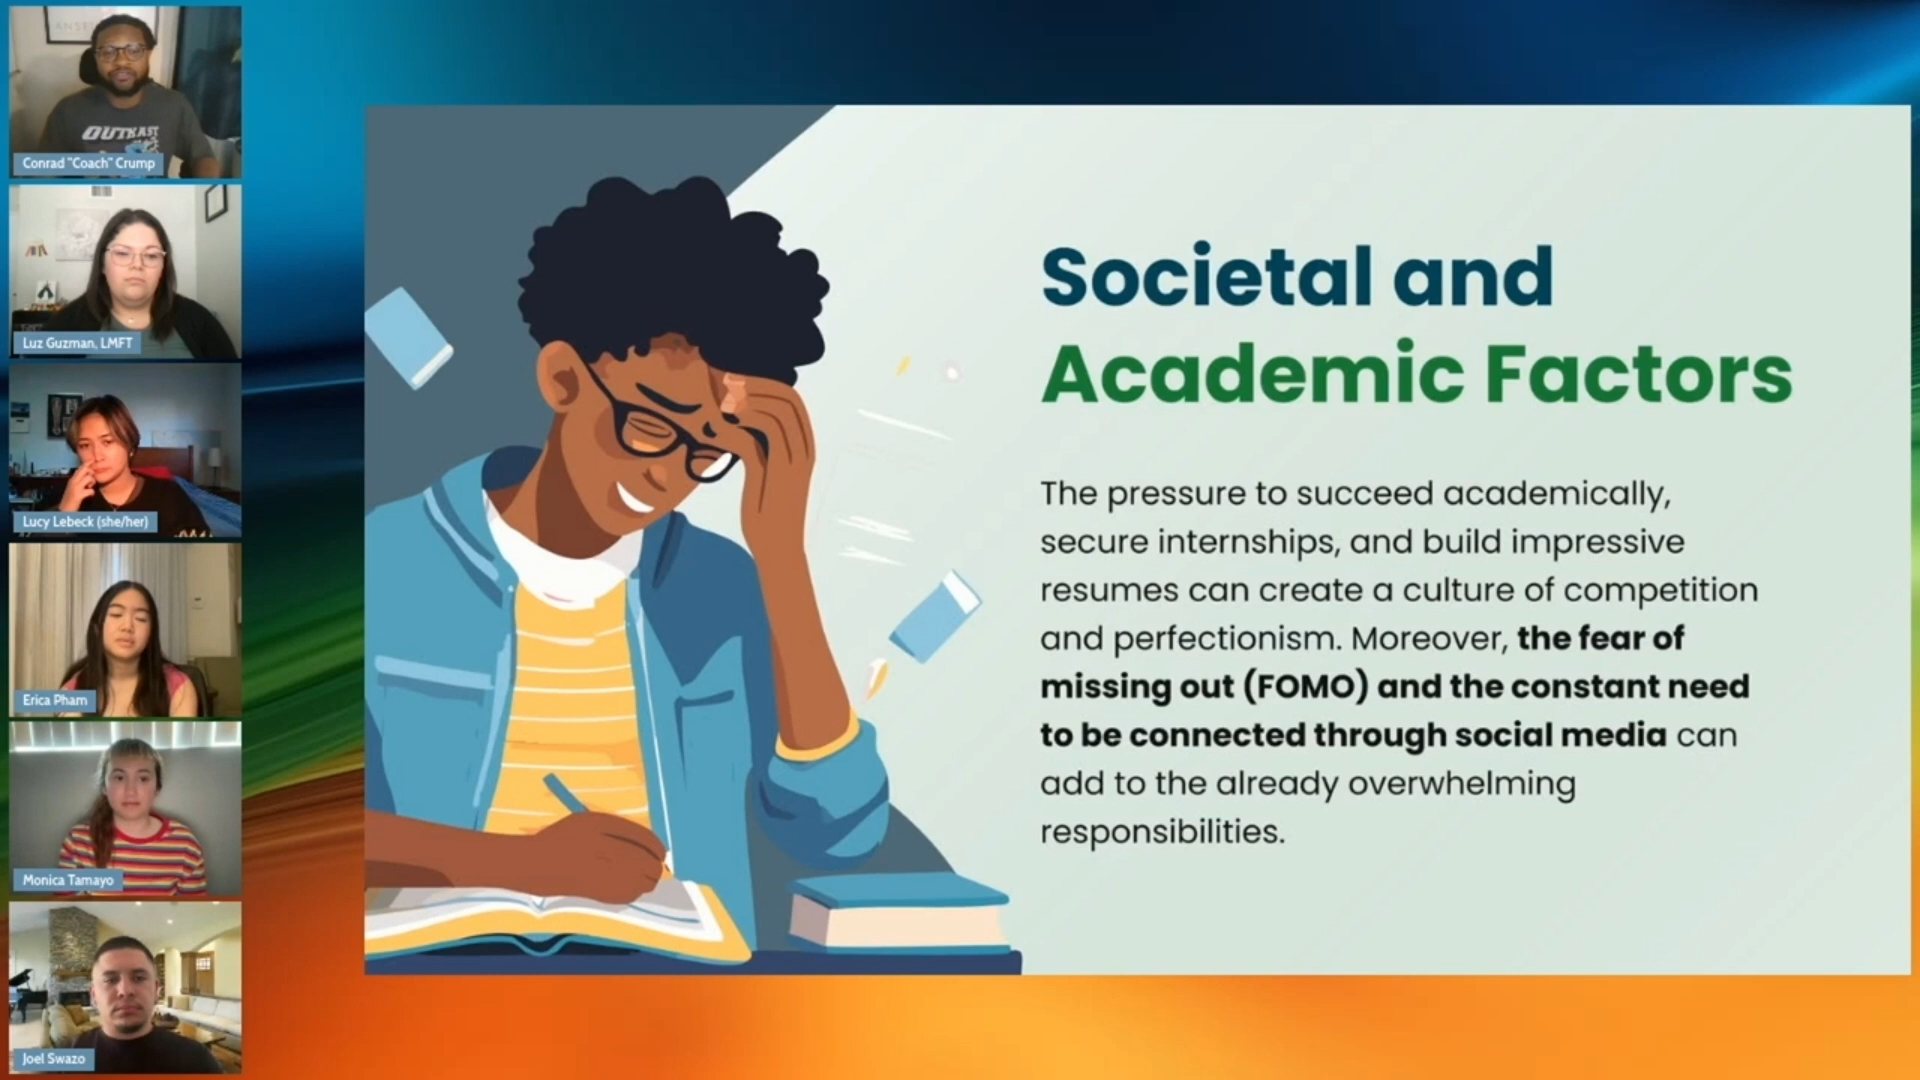 OUTKAST
Conrad "Coach" Crump
Luz Guzman, LMFT
Lucy Lebeck (she/her)
Erica Pham
Monica Tamayo
Joel Swazo
Societal and
Academic Factors
The pressure to succeed academically,
secure internships, and build impressive
resumes can create a culture of competition
and perfectionism. Moreover, the fear of
missing out (FOMO) and the constant need
to be connected through social media can
add to the already overwhelming
responsibilities.